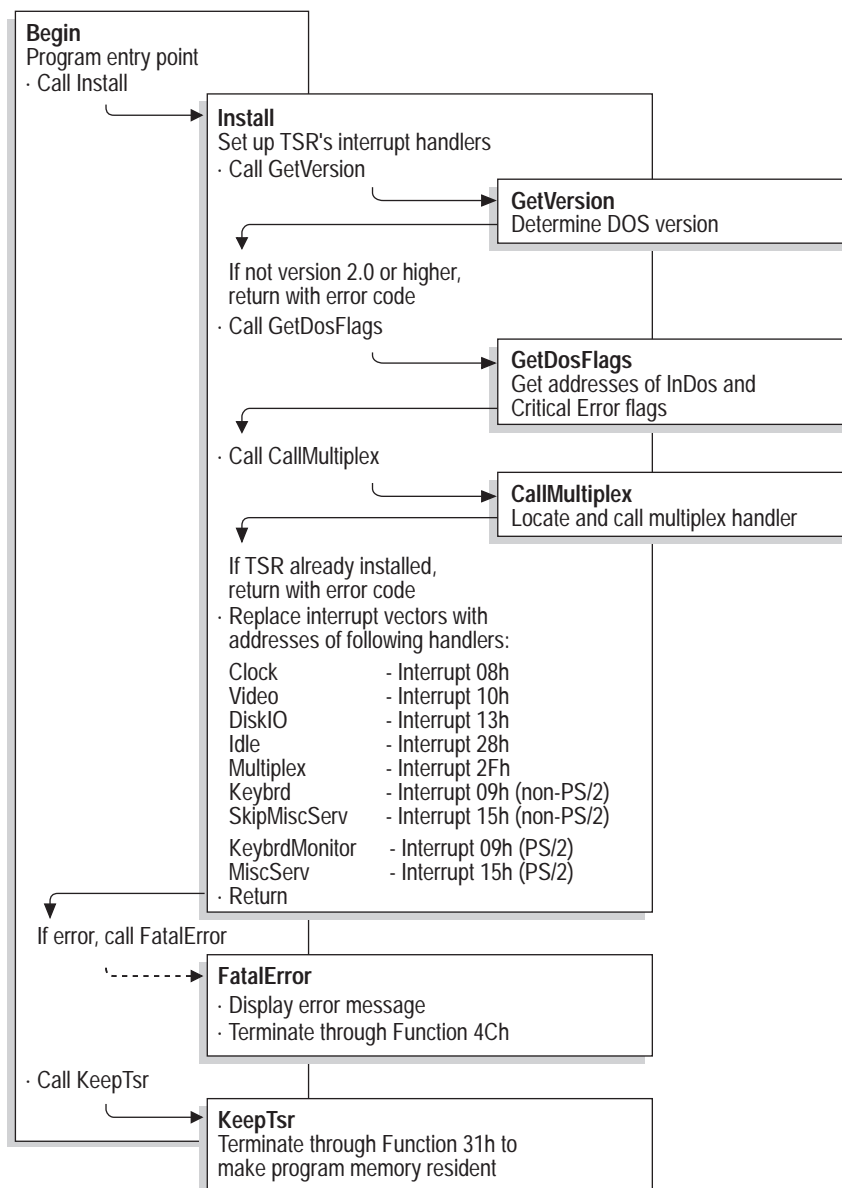 Begin
Program entry point
· Call Install
Install
Set up TSR's interrupt handlers
· Call GetVersion
GetVersion
Determine DOS version
If not version 2.0 or higher,
return with error code
· Call GetDosFlags
GetDosFlags
Get addresses of InDos and
Critical Error flags
· Call CallMultiplex
CallMultiplex
Locate and call multiplex handler
If TSR already installed,
return with error code
· Replace interrupt vectors with
addresses of following handlers:
Clock - Interrupt 08h
Video - Interrupt 10h
DiskIO - Interrupt 13h
Idle - Interrupt 28h
Multiplex - Interrupt 2Fh
Keybrd - Interrupt 09h (non-PS/2)
SkipMiscServ - Interrupt 15h (non-PS/2)
KeybrdMonitor - Interrupt 09h (PS/2)
MiscServ - Interrupt 15h (PS/2)
· Return
If error, call FatalError
FatalError
· Display error message
· Terminate through Function 4Ch
· Call KeepTsr
KeepTsr
Terminate through Function 31h to
make program memory resident